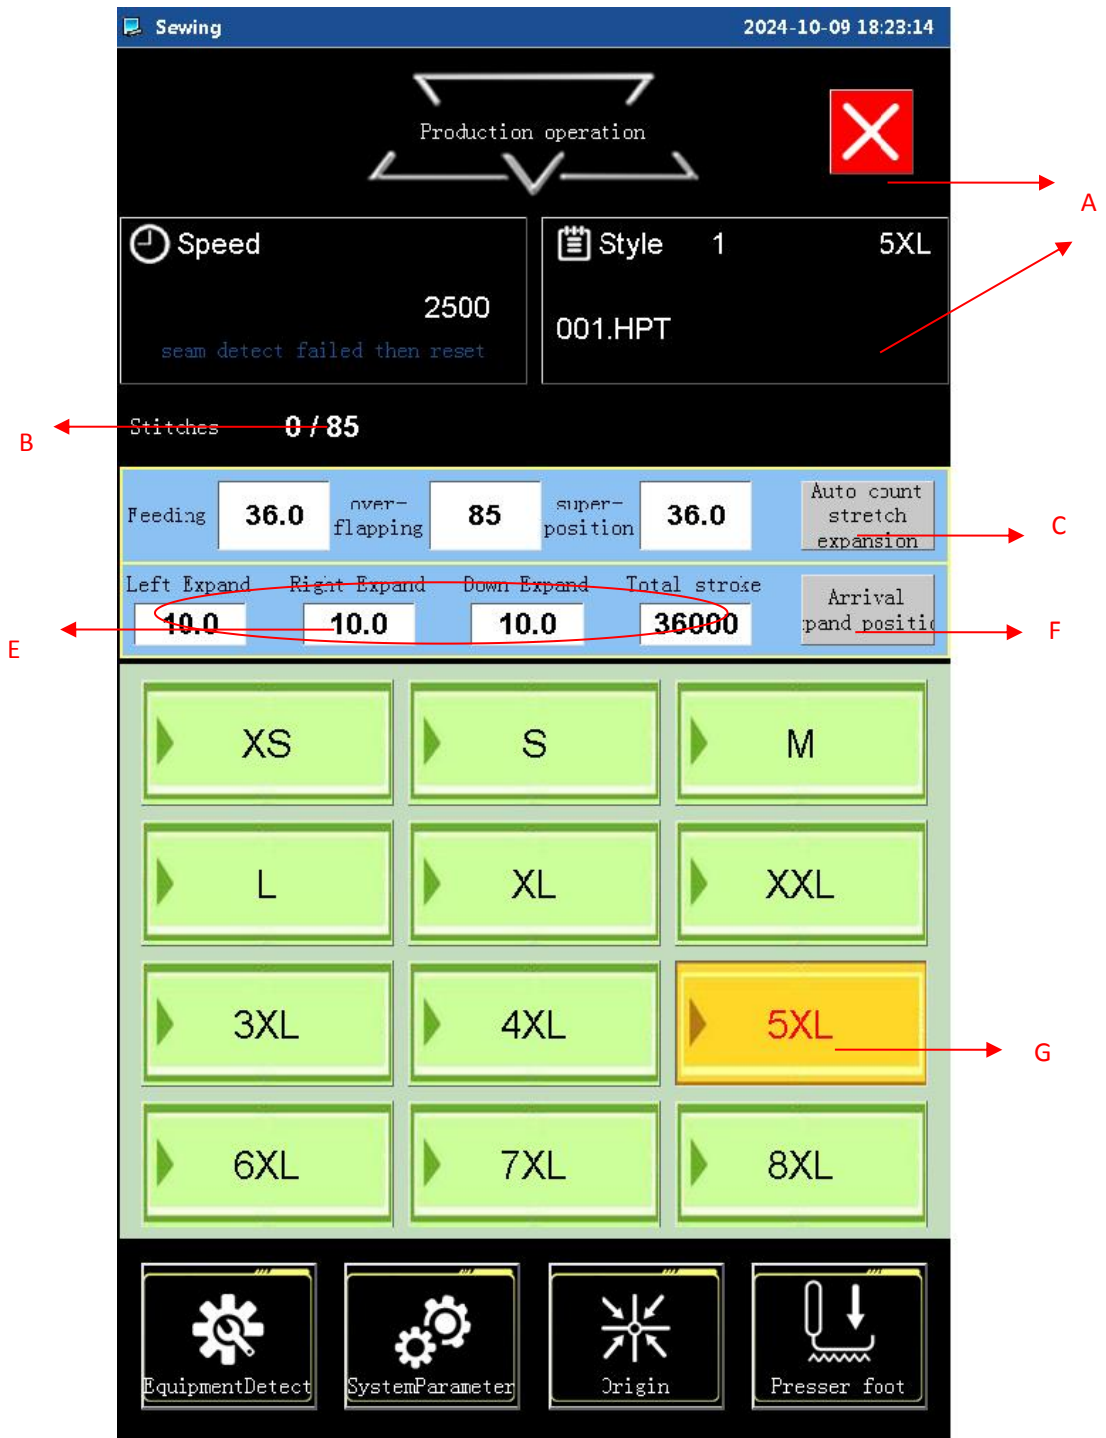 Sewing 2024-10-09 18:23:14
Production operation
A
Speed
Style 1 5XL
2500
001.HPT
seam detect failed then reset
B
Stitches 0 / 85
Feeding 36.0 over-flapping 85 super-position 36.0
Auto count
stretch
expansion
C
Left Expand Right Expand Down Expand Total stroke
10.0 10.0 10.0 36000
Arrival
pand positi
E
F
XS S M
L XL XXL
3XL 4XL 5XL
G
6XL 7XL 8XL
EquipmentDetect SystemParameter Origin Presser foot